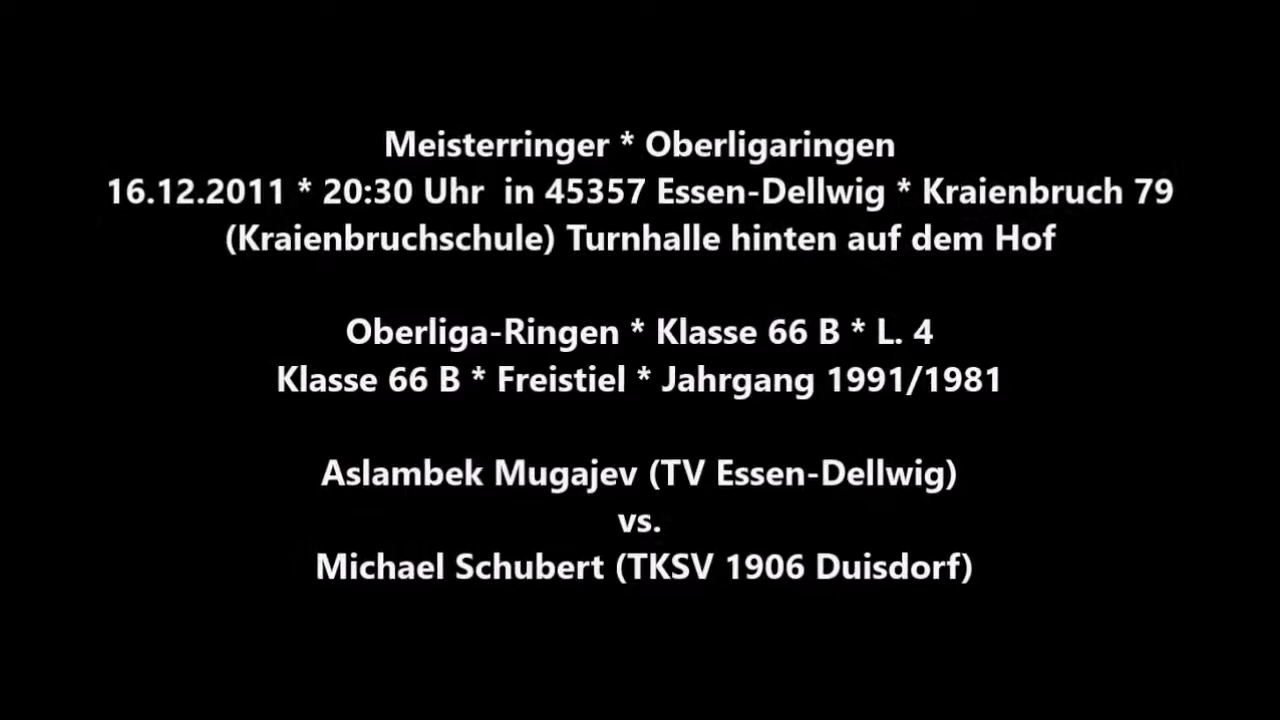 Meisterringer * Oberligaringen
16.12.2011 * 20:30 Uhr  in 45357 Essen-Dellwig * Kraienbruch 79
(Kraienbruchschule) Turnhalle hinten auf dem Hof
Oberliga-Ringen * Klasse 66 B * L. 4
Klasse 66 B * Freistiel * Jahrgang 1991/1981
Aslambek Mugajev (TV Essen-Dellwig)
vs.
Michael Schubert (TKSV 1906 Duisdorf)